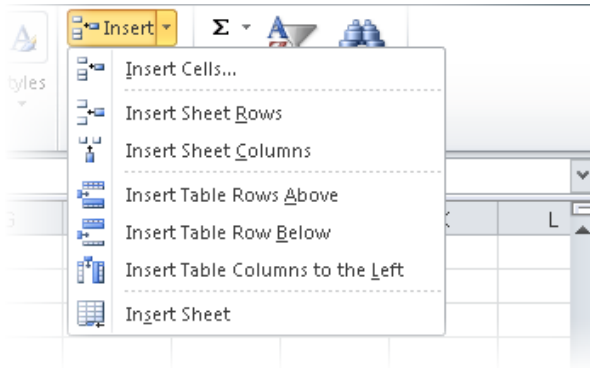 Insert
Σ
A
tyles
Insert Cells...
Insert Sheet Rows
Insert Sheet Columns
Insert Table Rows Above
Insert Table Row Below
Insert Table Columns to the Left
Insert Sheet
L